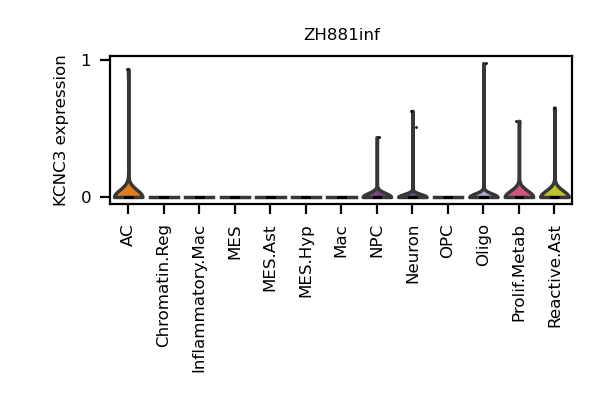 ZH881inf
KCNC3 expression
1
0
AC
Chromatin.Reg
Inflammatory.Mac
MES
MES.Ast
MES.Hyp
Mac
NPC
Neuron
OPC
Oligo
Prolif.Metab
Reactive.Ast